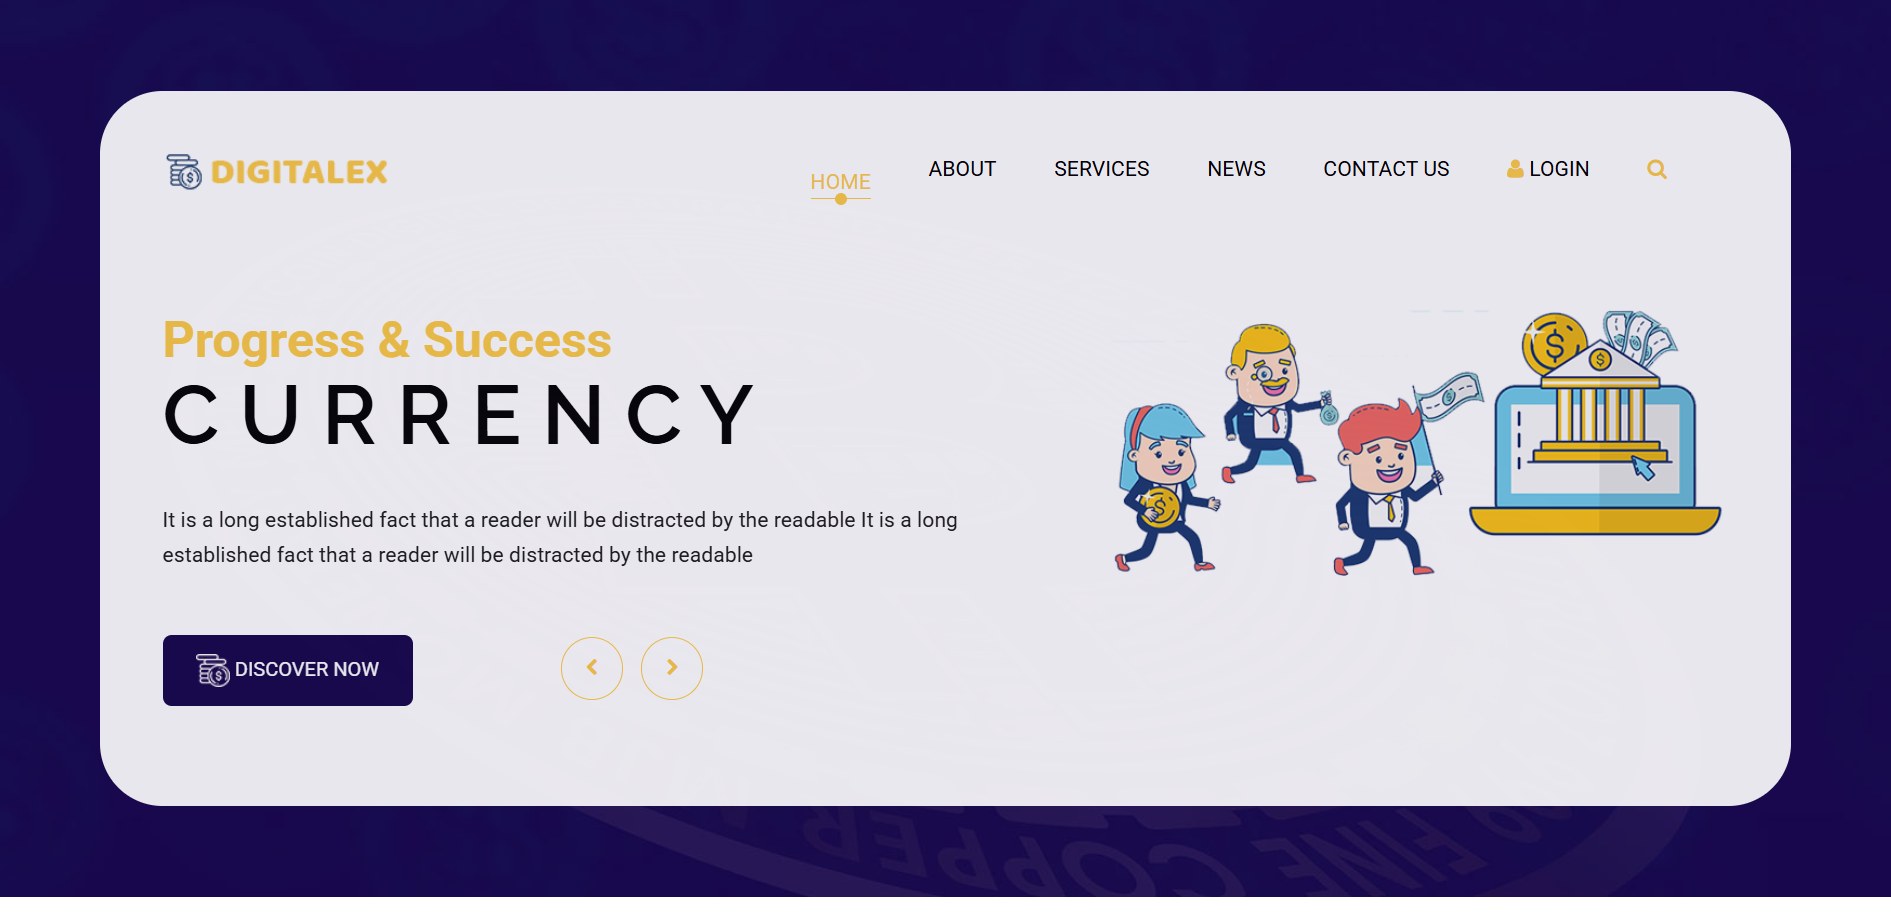 DIGITALEX
HOME
ABOUT
SERVICES
NEWS
CONTACT US
LOGIN
Progress & Success
CURRENCY
It is a long established fact that a reader will be distracted by the readable It is a long
established fact that a reader will be distracted by the readable
DISCOVER NOW
FINE COPPER